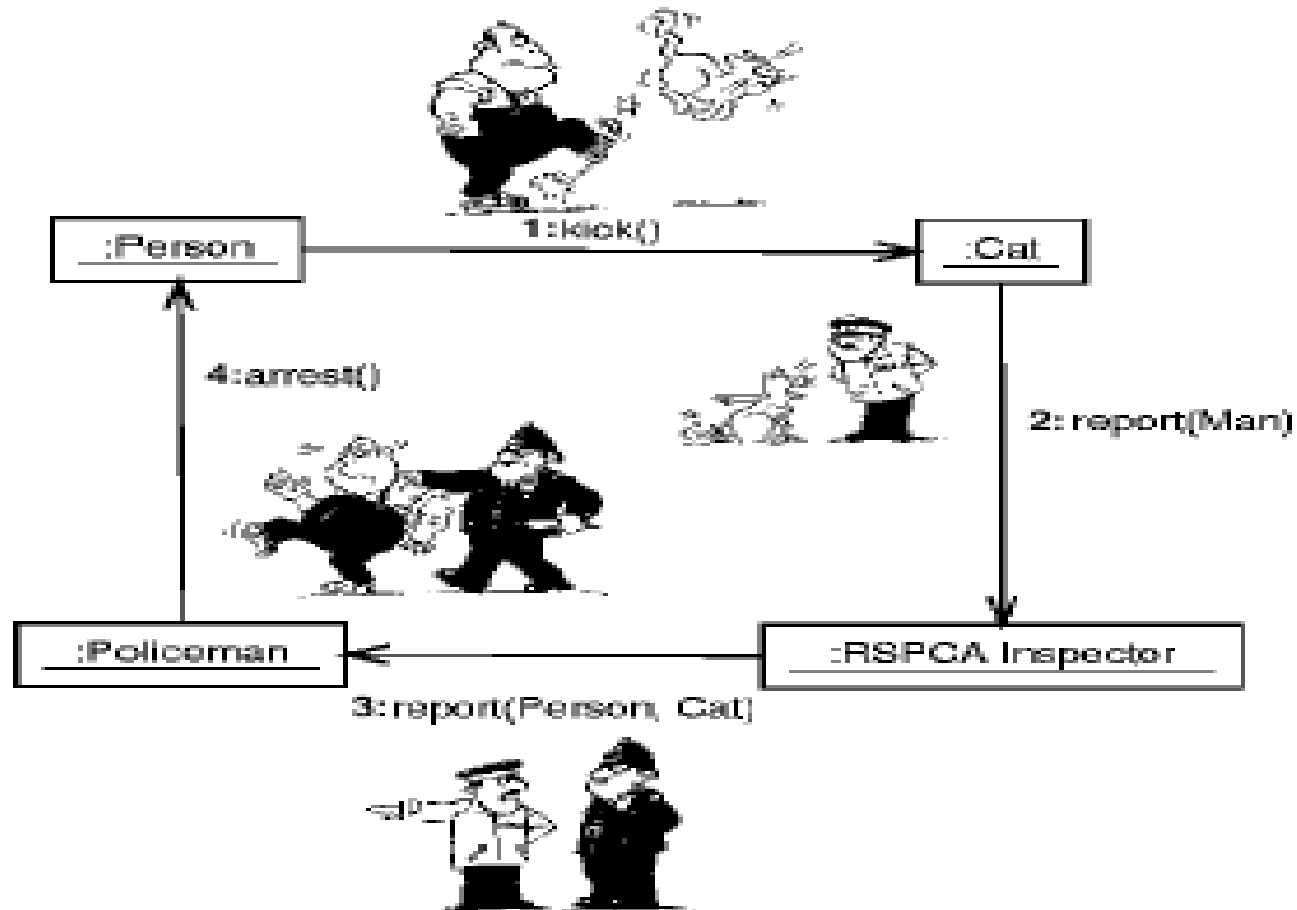 1:kick()
:Person
:Cat
4:arrest()
2: report(Man)
:Policeman
:RSPCA Inspector
3:report(Person, Cat)